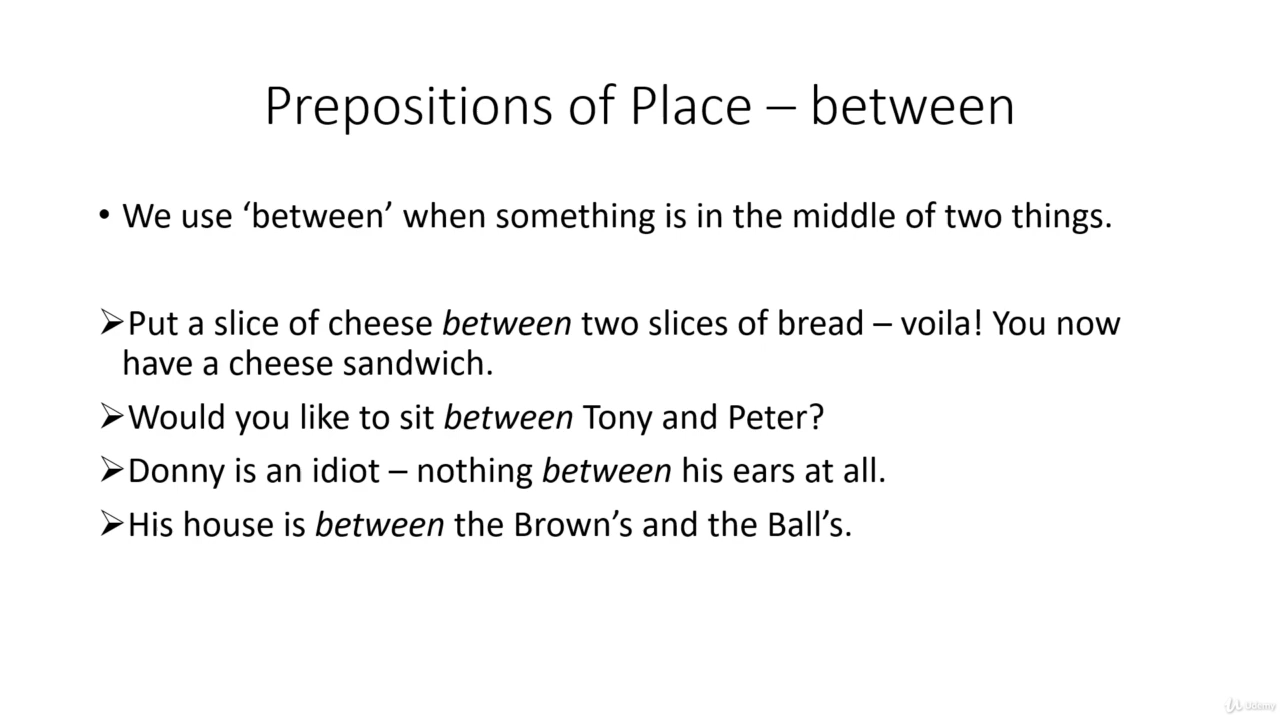 Prepositions of Place – between
• We use ‘between’ when something is in the middle of two things.
➢Put a slice of cheese between two slices of bread – voila! You now
have a cheese sandwich.
➢Would you like to sit between Tony and Peter?
➢Donny is an idiot – nothing between his ears at all.
➢His house is between the Brown’s and the Ball’s.
Udemy